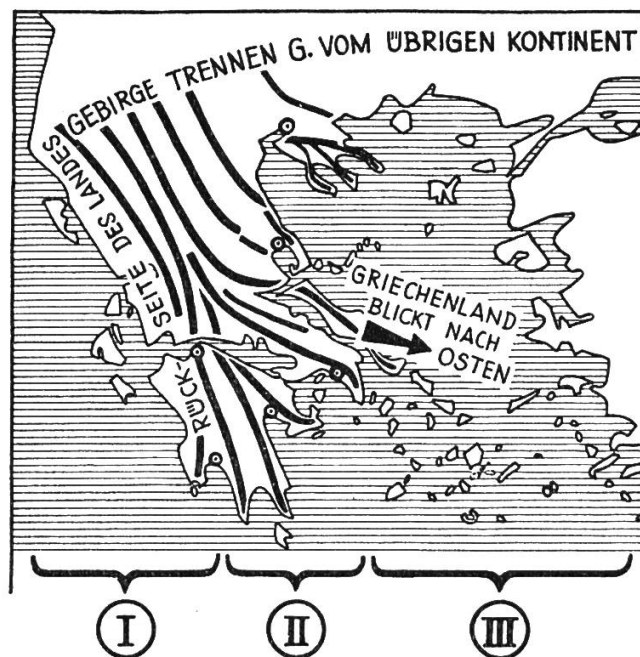 GEBIRGE TRENNEN G. VOM ÜBRIGEN KONTINENT
RÜCK-SEITE DES LANDES
GRIECHENLAND
BLICKT NACH
OSTEN
I
II
III